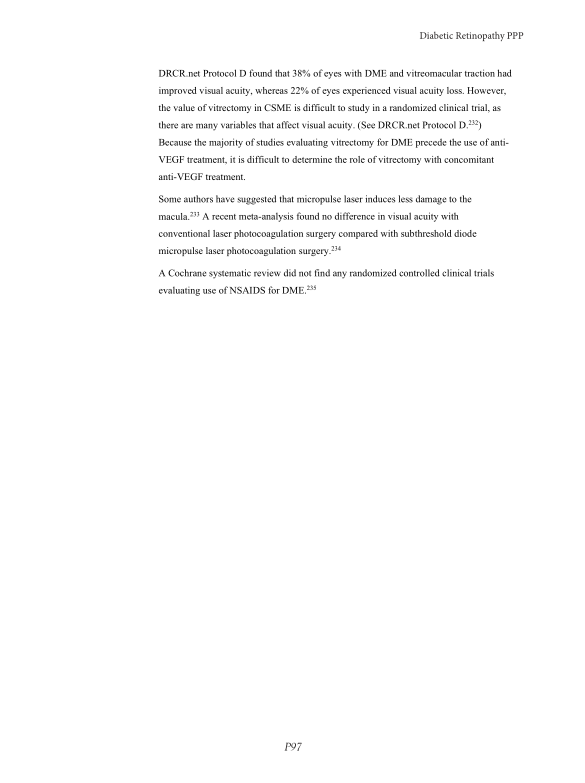 Diabetic Retinopathy PPP
DRCR.net Protocol D found that 38% of eyes with DME and vitreomacular traction had
improved visual acuity, whereas 22% of eyes experienced visual acuity loss. However,
the value of vitrectomy in CSME is difficult to study in a randomized clinical trial, as
there are many variables that affect visual acuity. (See DRCR.net Protocol D.232)
Because the majority of studies evaluating vitrectomy for DME precede the use of anti-
VEGF treatment, it is difficult to determine the role of vitrectomy with concomitant
anti-VEGF treatment.
Some authors have suggested that micropulse laser induces less damage to the
macula.233 A recent meta-analysis found no difference in visual acuity with
conventional laser photocoagulation surgery compared with subthreshold diode
micropulse laser photocoagulation surgery.234
A Cochrane systematic review did not find any randomized controlled clinical trials
evaluating use of NSAIDS for DME.235
P97